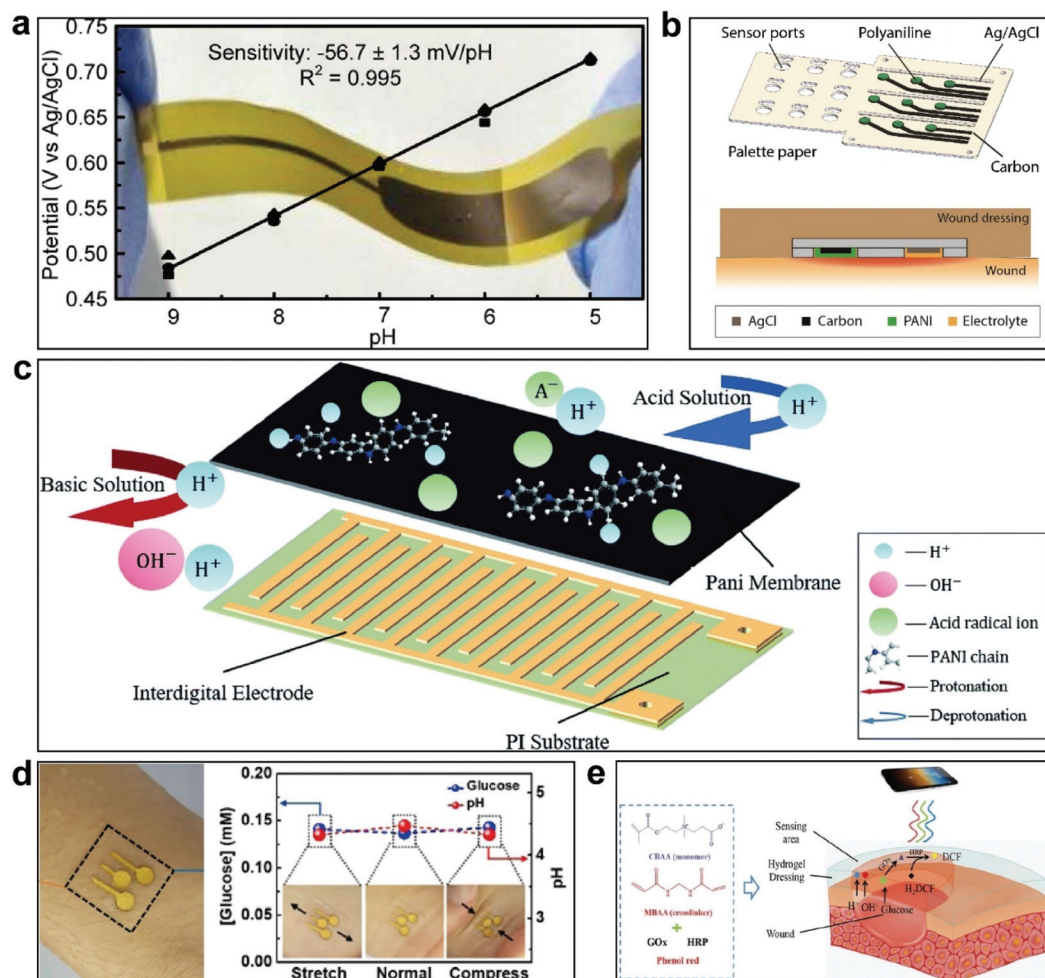 a
Sensitivity: -56.7 ± 1.3 mV/pH
R² = 0.995
Potential (V vs Ag/AgCl)
0.75
0.70
0.65
0.60
0.55
0.50
0.45
9 8 7 6 5
pH
b
Sensor ports
Polyaniline
Ag/AgCl
Palette paper
Carbon
Wound dressing
Wound
AgCl Carbon PANI Electrolyte
c
A⁻
H⁺
Acid Solution
H⁺
Basic Solution
H⁺
OH⁻
H⁺
Pani Membrane
Interdigital Electrode
PI Substrate
H⁺
OH⁻
Acid radical ion
PANI chain
Protonation
Deprotonation
d
[Glucose] (mM)
0.20
0.15
0.10
0.05
0.00
Glucose
pH
5
4
3
pH
Stretch Normal Compress
e
CBAA (monomer)
MBAA (crosslinker)
+
GOx HRP
Phenol red
Sensing
area
Hydrogel
Dressing
Wound
GOx
HRP
DCF
H₂DCF
H⁺
OH⁻
Glucose